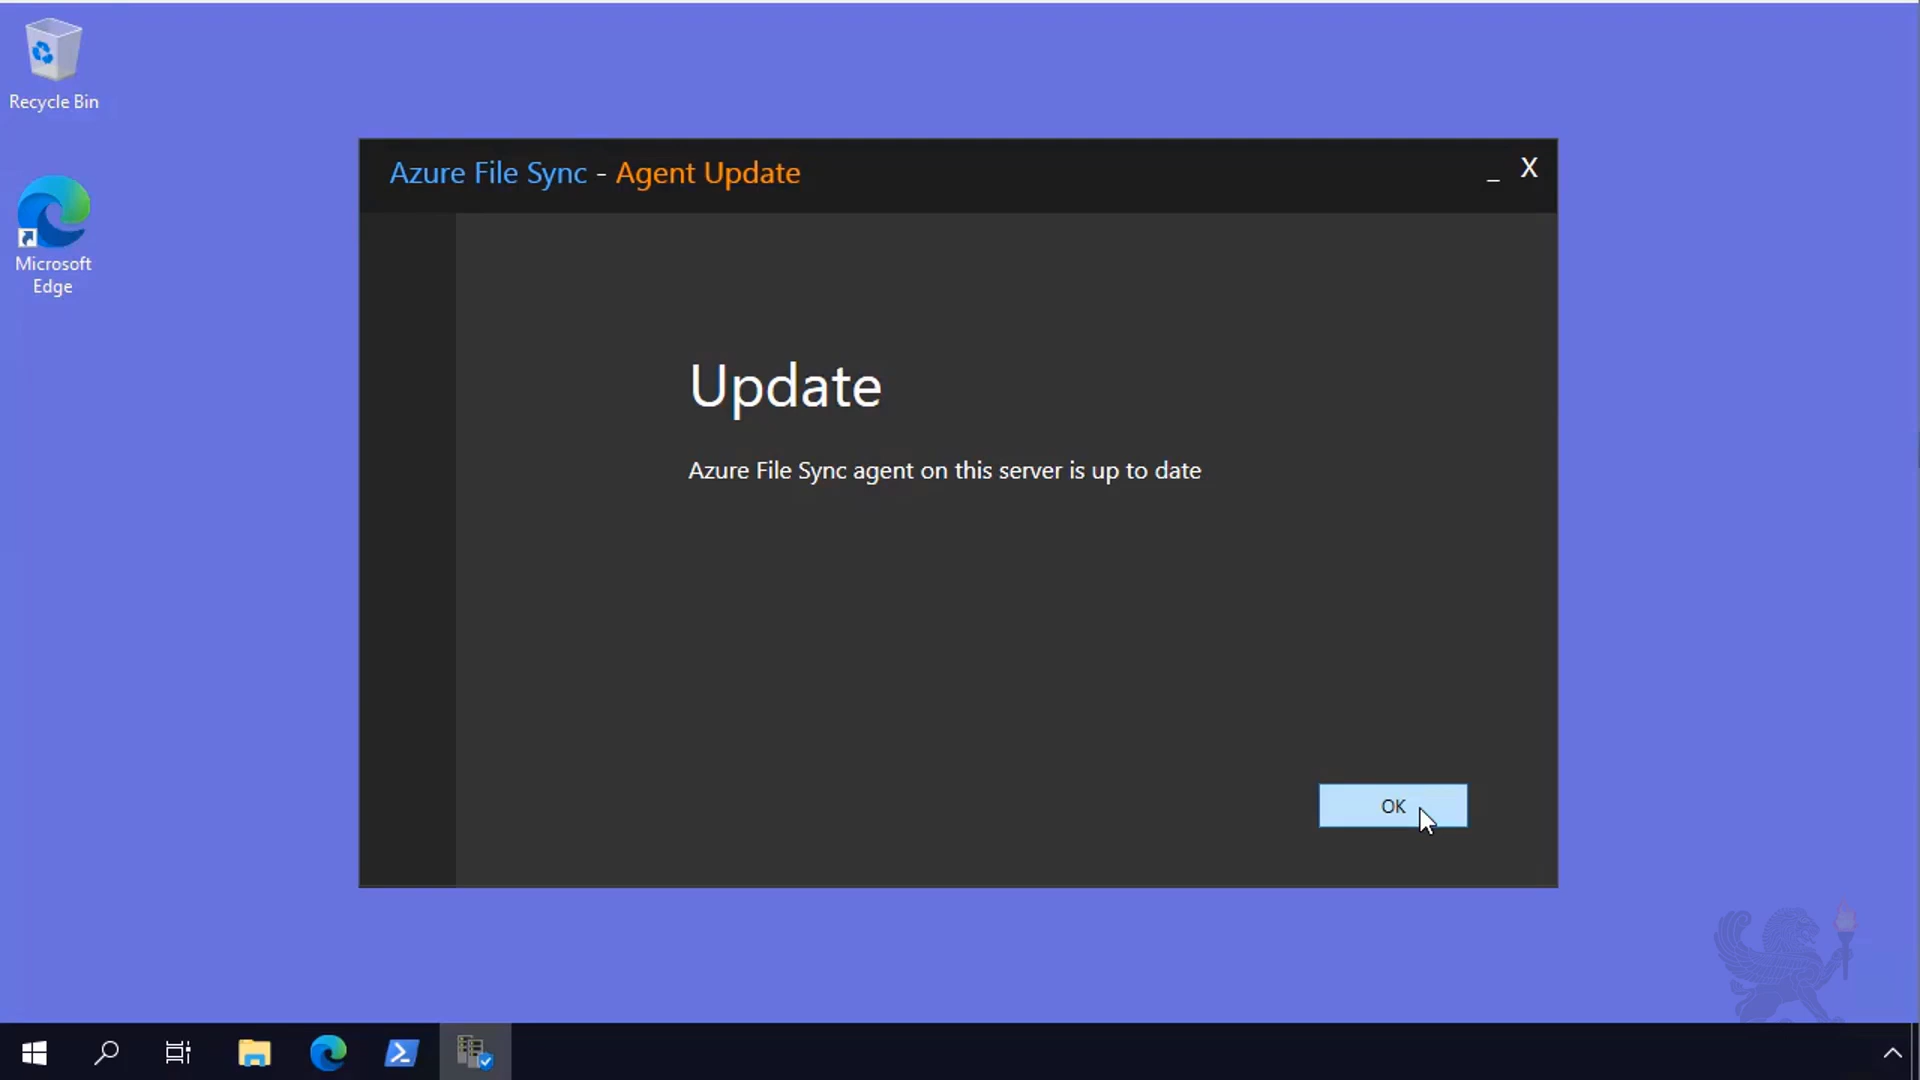 Recycle Bin
Microsoft
Edge
Azure File Sync - Agent Update
_ X
Update
Azure File Sync agent on this server is up to date
OK